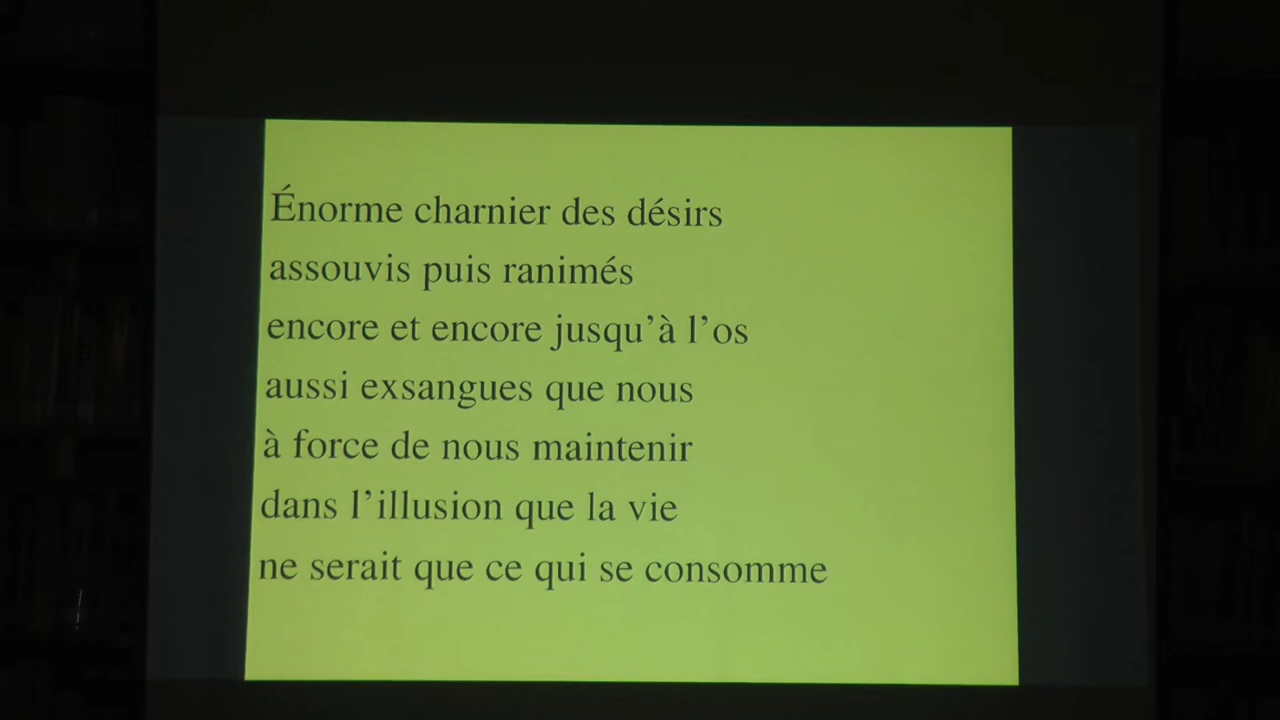 Énorme charnier des désirs
assouvis puis ranimés
encore et encore jusqu’à l’os
aussi exsangues que nous
à force de nous maintenir
dans l’illusion que la vie
ne serait que ce qui se consomme